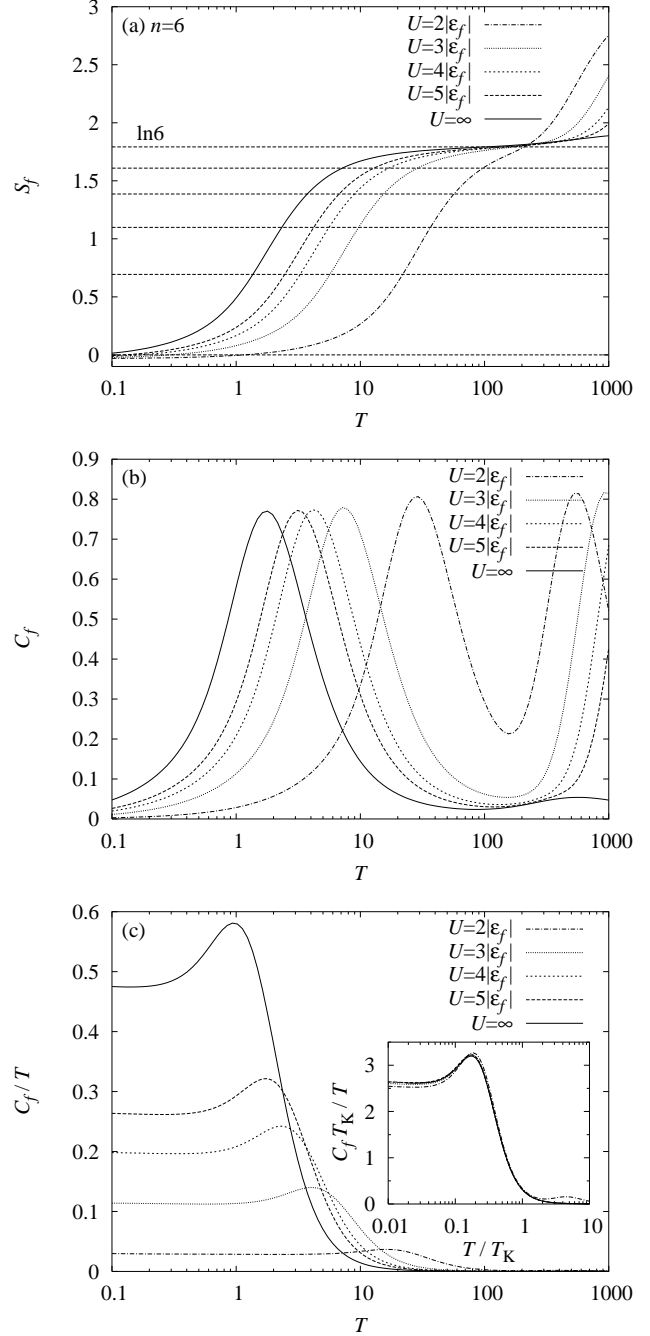 (a) n=6
U=2|εf|
U=3|εf|
U=4|εf|
U=5|εf|
U=∞
ln6
Sf
3
2.5
2
1.5
1
0.5
0
0.1 1 10 100 1000
T
(b)
U=2|εf|
U=3|εf|
U=4|εf|
U=5|εf|
U=∞
Cf
0.9
0.8
0.7
0.6
0.5
0.4
0.3
0.2
0.1
0
0.1 1 10 100 1000
T
(c)
U=2|εf|
U=3|εf|
U=4|εf|
U=5|εf|
U=∞
Cf / T
0.6
0.5
0.4
0.3
0.2
0.1
0
0.1 1 10 100 1000
T
Cf TK / T
3
2
1
0
0.01 0.1 1 10
T / TK